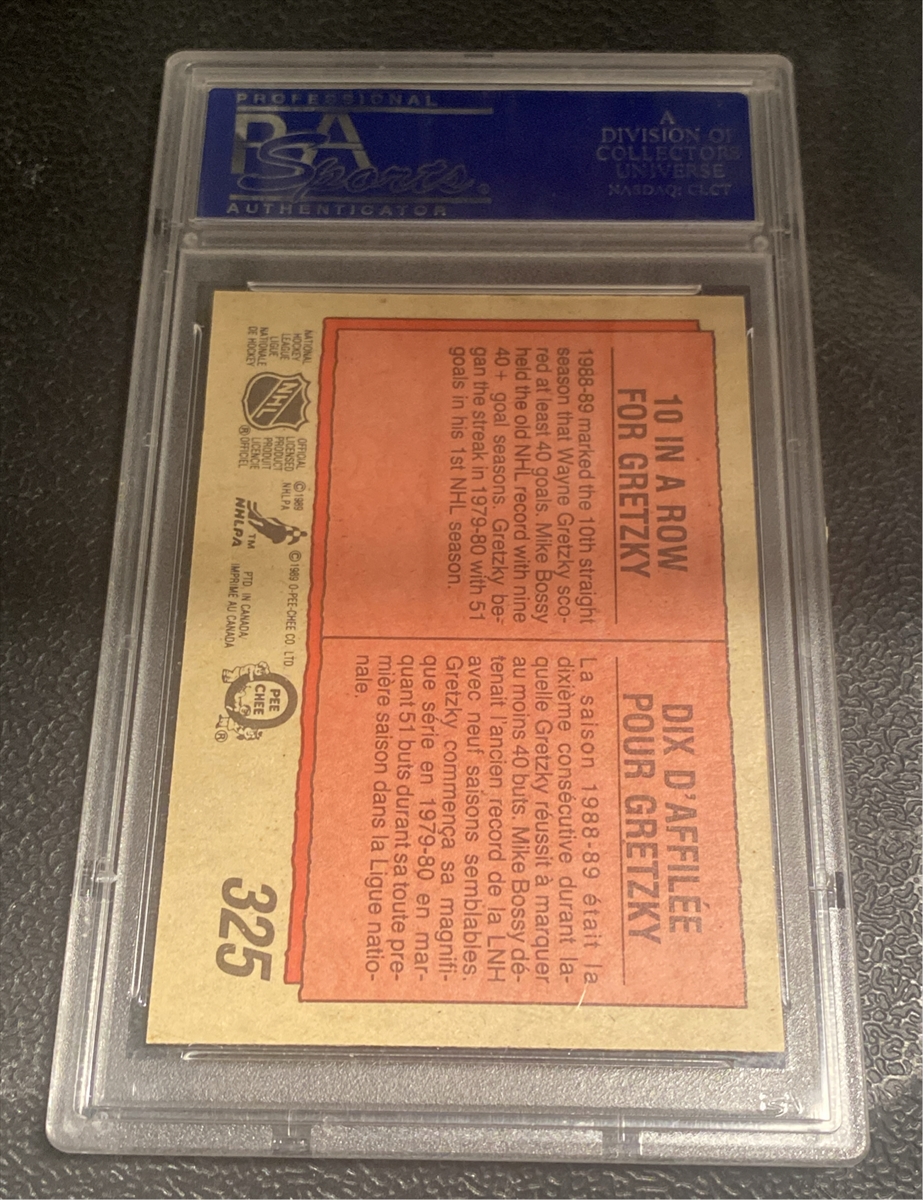 PROFESSIONAL
PSA
Sports®
AUTHENTICATOR
A
DIVISION OF
COLLECTORS
UNIVERSE
NASDAQ: CLCT
10 IN A ROW
FOR GRETZKY
1988-89 marked the 10th straight
season that Wayne Gretzky sco-
red at least 40 goals. Mike Bossy
held the old NHL record with nine
40+ goal seasons. Gretzky be-
gan the streak in 1979-80 with 51
goals in his 1st NHL season.
DIX D'AFFILÉE
POUR GRETZKY
La saison 1988-89 était la
dixième consécutive durant la-
quelle Gretzky réussit à marquer
au moins 40 buts. Mike Bossy dé-
tenait l'ancien record de la LNH
avec neuf saisons semblables.
Gretzky commença sa magnifi-
que série en 1979-80 en mar-
quant 51 buts durant sa toute pre-
mière saison dans la Ligue natio-
nale.
NATIONAL
HOCKEY
LEAGUE
LIGUE
NATIONALE
DE HOCKEY
NHL
®
OFFICIAL
LICENSED
PRODUCT
PRODUIT
LICENCIÉ
OFFICIEL
©1989
NHLPA
NHLPA™
©1989 O-PEE-CHEE CO. LTD.
PTD. IN CANADA
IMPRIMÉ AU CANADA
O
PEE
CHEE
®
325